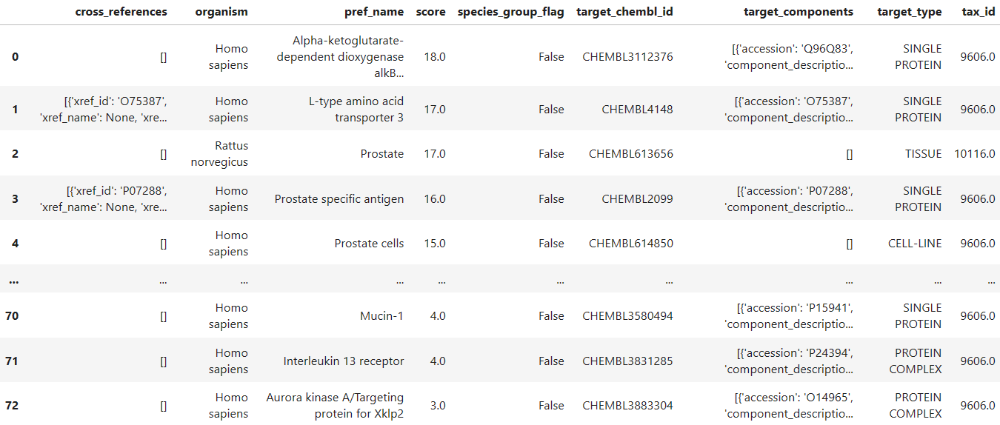 cross_references organism pref_name score species_group_flag target_chembl_id target_components target_type tax_id
Alpha-ketoglutarate-
Homo dependent dioxygenase [{'accession': 'Q96Q83', SINGLE
0 [] sapiens alkB... 18.0 False CHEMBL3112376 'component_descriptio... PROTEIN 9606.0
[{'xref_id': 'O75387', Homo L-type amino acid [{'accession': 'O75387', SINGLE
1 'xref_name': None, 'xre... sapiens transporter 3 17.0 False CHEMBL4148 'component_descriptio... PROTEIN 9606.0
Rattus
2 [] norvegicus Prostate 17.0 False CHEMBL613656 [] TISSUE 10116.0
[{'xref_id': 'P07288', Homo [{'accession': 'P07288', SINGLE
3 'xref_name': None, 'xre... sapiens Prostate specific antigen 16.0 False CHEMBL2099 'component_descriptio... PROTEIN 9606.0
Homo
4 [] sapiens Prostate cells 15.0 False CHEMBL614850 [] CELL-LINE 9606.0
... ... ... ... ... ... ... ... ... ...
Homo [{'accession': 'P15941', SINGLE
70 [] sapiens Mucin-1 4.0 False CHEMBL3580494 'component_descriptio... PROTEIN 9606.0
Homo [{'accession': 'P24394', PROTEIN
71 [] sapiens Interleukin 13 receptor 4.0 False CHEMBL3831285 'component_descriptio... COMPLEX 9606.0
Homo Aurora kinase A/Targeting [{'accession': 'O14965', PROTEIN
72 [] sapiens protein for Xklp2 3.0 False CHEMBL3883304 'component_descriptio... COMPLEX 9606.0